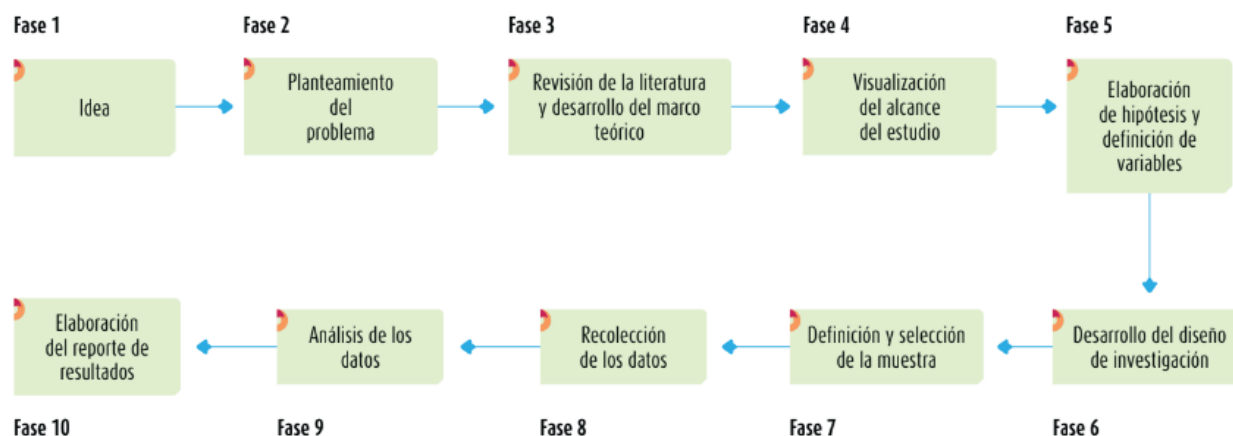 Fase 1
Idea
Fase 2
Planteamiento
del
problema
Fase 3
Revisión de la literatura
y desarrollo del marco
teórico
Fase 4
Visualización
del alcance
del estudio
Fase 5
Elaboración
de hipótesis y
definición de
variables
Desarrollo del diseño
de investigación
Fase 6
Definición y selección
de la muestra
Fase 7
Recolección
de los datos
Fase 8
Análisis de los
datos
Fase 9
Elaboración
del reporte de
resultados
Fase 10